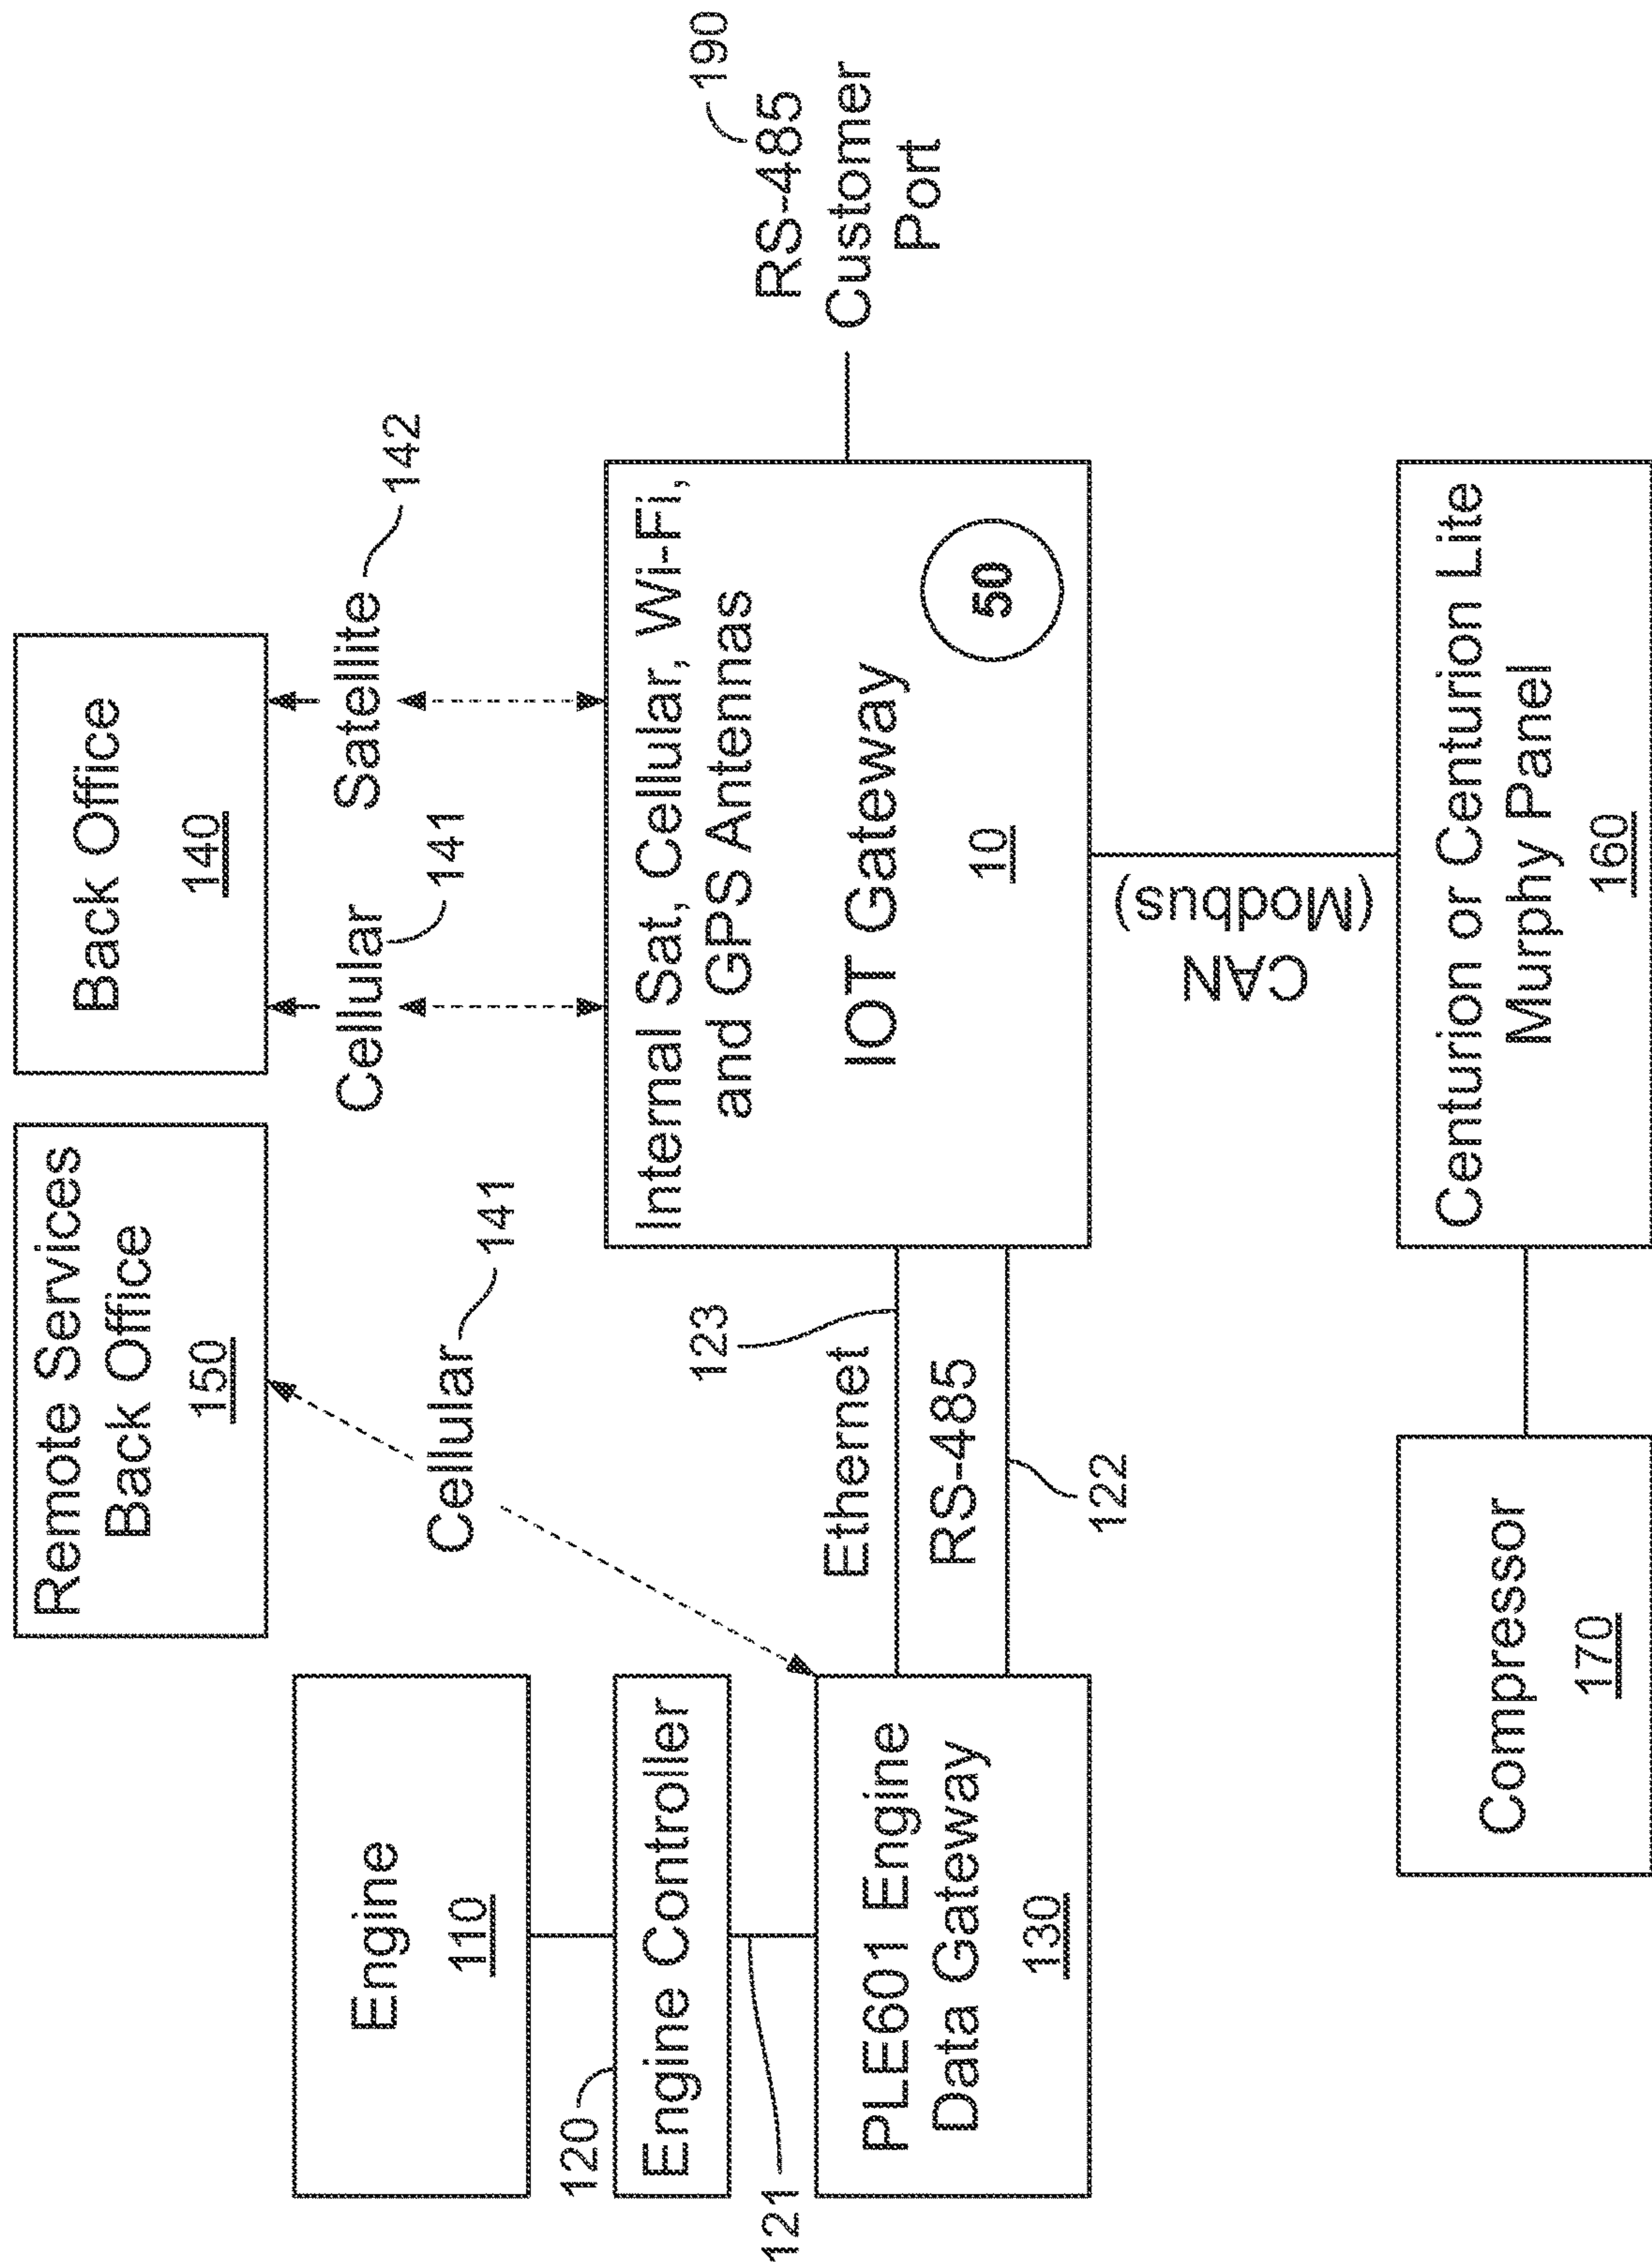 Remote Services
Back Office
150
Back Office
140
Cellular
141
Satellite
142
Cellular
141
Engine
110
120
Engine Controller
121
PLE601 Engine
Data Gateway
130
Ethernet
123
RS-485
122
Internal Sat, Cellular, Wi-Fi,
and GPS Antennas
IOT Gateway
10
50
190
RS-485
Customer
Port
CAN
(Modbus)
Compressor
170
Centurion or Centurion Lite
Murphy Panel
160